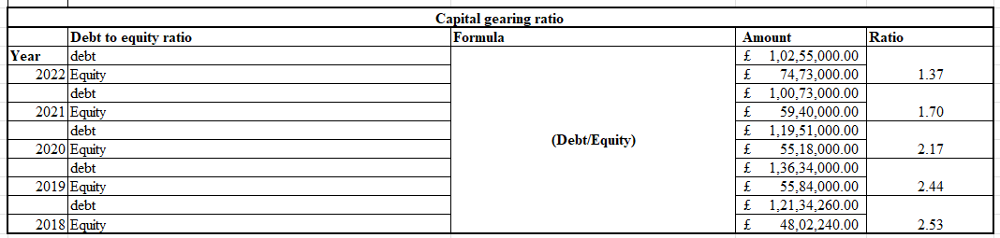 Capital gearing ratio
Debt to equity ratio Formula Amount Ratio
Year debt £ 1,02,55,000.00
2022 Equity £ 74,73,000.00 1.37
debt £ 1,00,73,000.00
2021 Equity £ 59,40,000.00 1.70
debt £ 1,19,51,000.00
(Debt/Equity)
2020 Equity £ 55,18,000.00 2.17
debt £ 1,36,34,000.00
2019 Equity £ 55,84,000.00 2.44
debt £ 1,21,34,260.00
2018 Equity £ 48,02,240.00 2.53